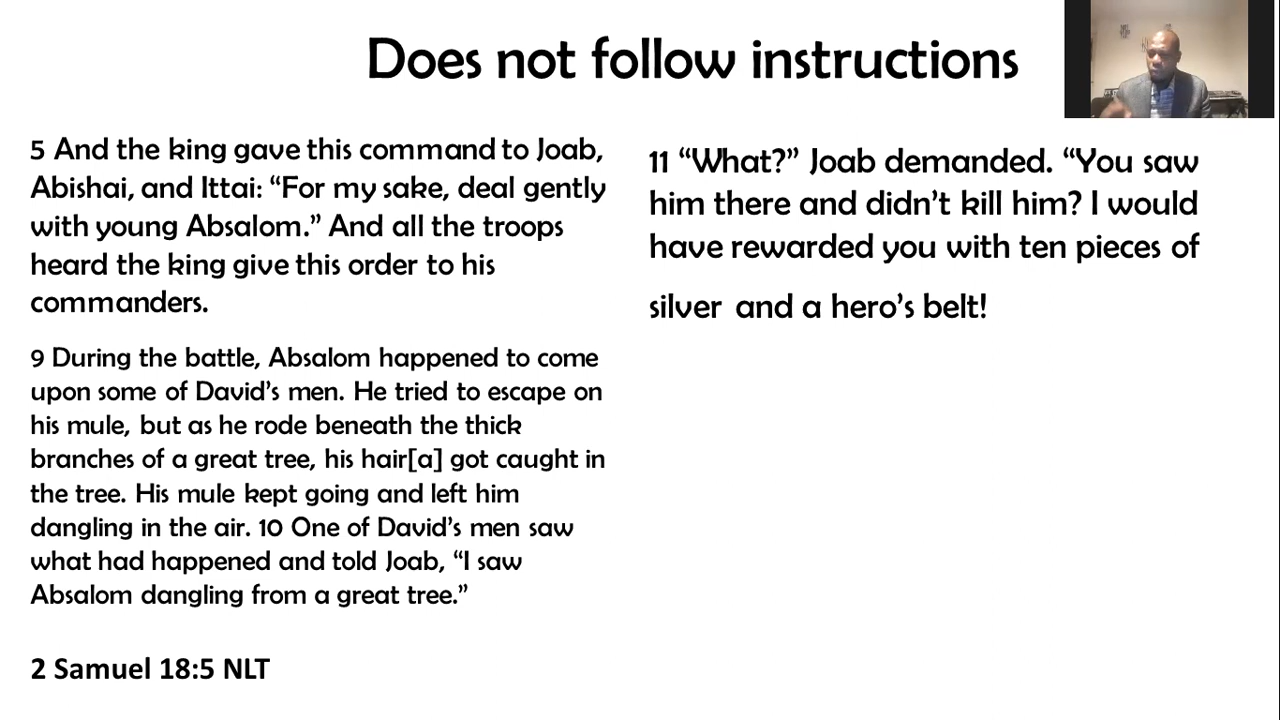 Does not follow instructions
5 And the king gave this command to Joab,
Abishai, and Ittai: “For my sake, deal gently
with young Absalom.” And all the troops
heard the king give this order to his
commanders.
9 During the battle, Absalom happened to come
upon some of David’s men. He tried to escape on
his mule, but as he rode beneath the thick
branches of a great tree, his hair[a] got caught in
the tree. His mule kept going and left him
dangling in the air. 10 One of David’s men saw
what had happened and told Joab, “I saw
Absalom dangling from a great tree.”
2 Samuel 18:5 NLT
11 “What?” Joab demanded. “You saw
him there and didn’t kill him? I would
have rewarded you with ten pieces of
silver and a hero’s belt!